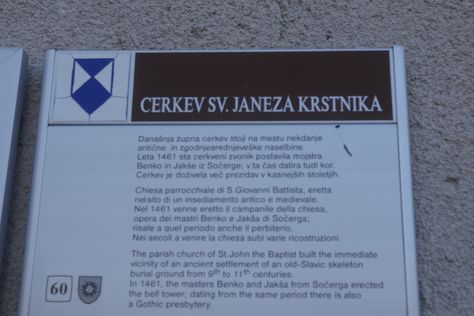 CERKEV SV. JANEZA KRSTNIKA
Današnja župna cerkev stoji na mestu nekdanje
antične in zgodnjesrednjeveške naselbine.
Leta 1461 sta cerkveni zvonik postavila mojstra
Benko in Jakše iz Sočerge; v ta čas datira tudi kor.
Cerkev je doživela več prezidav v kasnejših stoletjih.
Chiesa parrocchiale di S.Giovanni Battista, eretta
nel sito di un insediamento antico e medievale.
Nel 1461 venne eretto il campanile della chiesa,
opera dei mastri Benko e Jakša di Sočerga;
risale a quel periodo anche il perbiterio.
Nei secoli a venire la chiesa subì varie ricostruzioni
The parish church of St.John the Baptist built the immediate
vicinity of an ancient settlement of an old-Slavic skeleton
burial ground from 9th to 11th centuries.
In 1461, the masters Benko and Jakša from Sočerga erected
the bell tower; dating from the same period there is also
a Gothic presbytery.
60